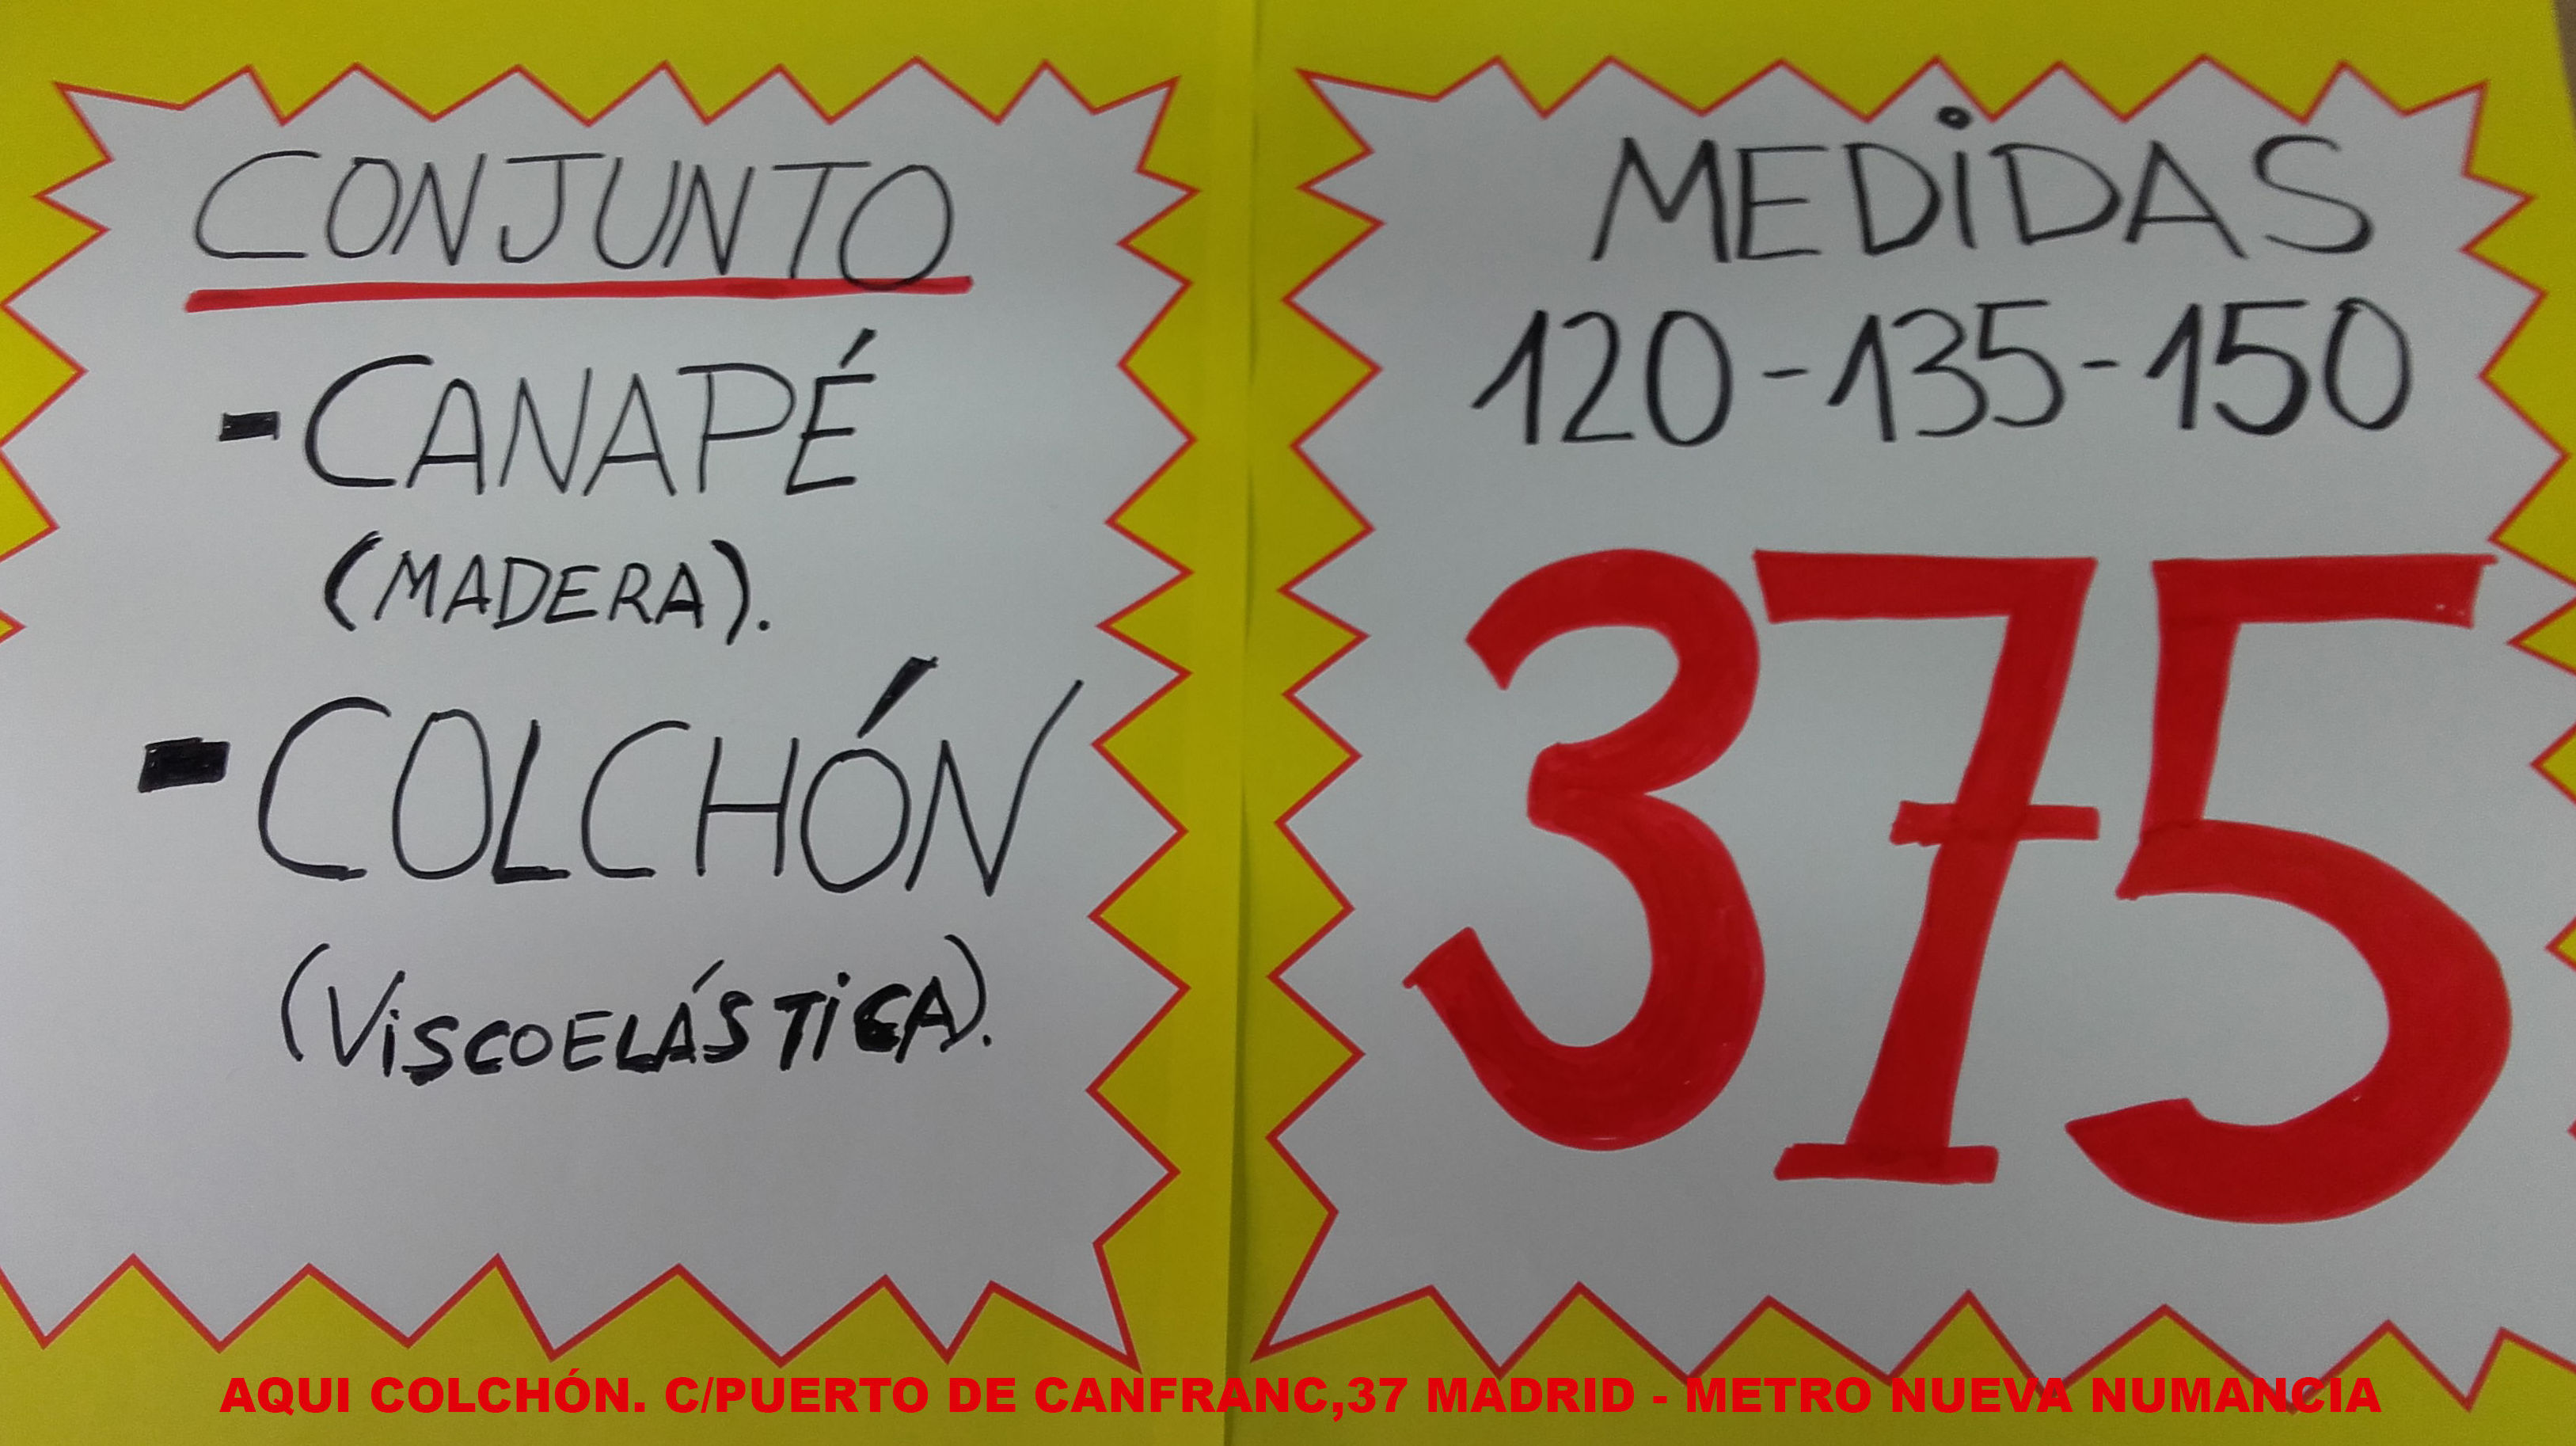 CONJUNTO
-CANAPÉ
(MADERA).
-COLCHÓN
(ViSCOELÁSTiCA).
MEDiDAS
120-135-150
375
AQUI COLCHÓN. C/PUERTO DE CANFRANC,37 MADRID - METRO NUEVA NUMANCIA